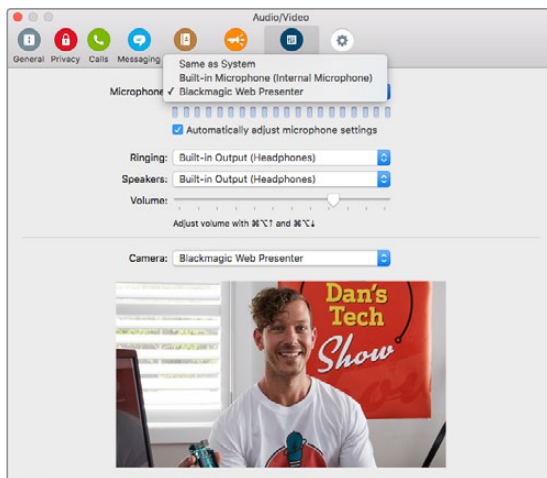 Audio/Video
General Privacy Calls Messaging
Same as System
Built-in Microphone (Internal Microphone)
Microphone: ✓ Blackmagic Web Presenter
Automatically adjust microphone settings
Ringing: Built-in Output (Headphones)
Speakers: Built-in Output (Headphones)
Volume:
Adjust volume with ⌘⌥↑ and ⌘⌥↓
Camera: Blackmagic Web Presenter
Dan's
Tech
Show